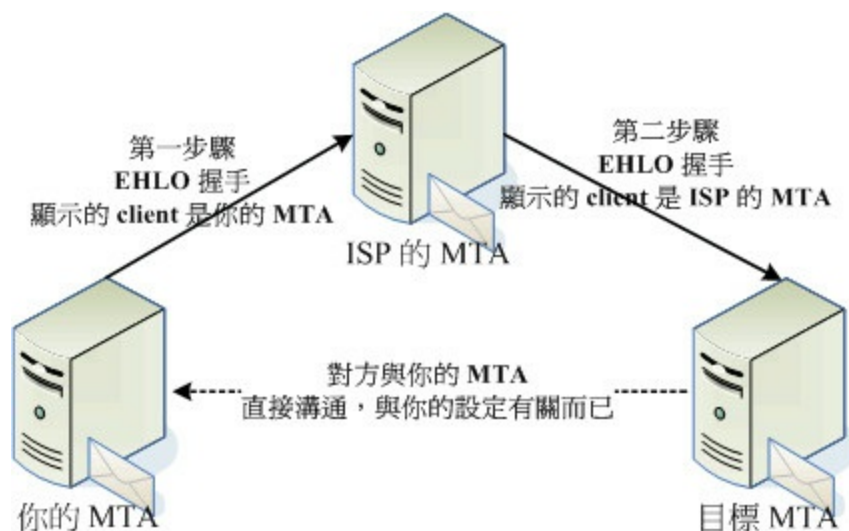 第一步驟
EHLO 握手
顯示的 client 是你的 MTA
第二步驟
EHLO 握手
顯示的 client 是 ISP 的 MTA
ISP 的 MTA
對方與你的 MTA
直接溝通，與你的設定有關而已
你的 MTA
目標 MTA